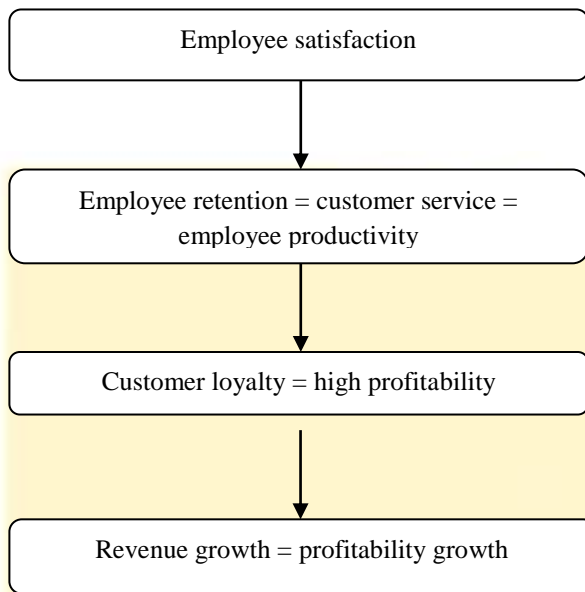 Employee satisfaction
Employee retention = customer service =
employee productivity
Customer loyalty = high profitability
Revenue growth = profitability growth